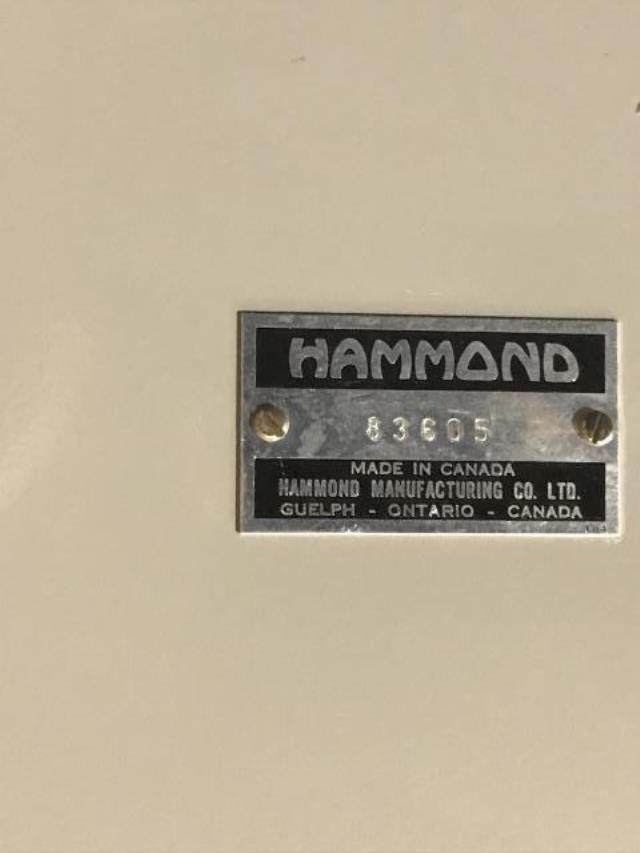 HAMMOND
83605
MADE IN CANADA
HAMMOND MANUFACTURING CO. LTD.
GUELPH - ONTARIO - CANADA